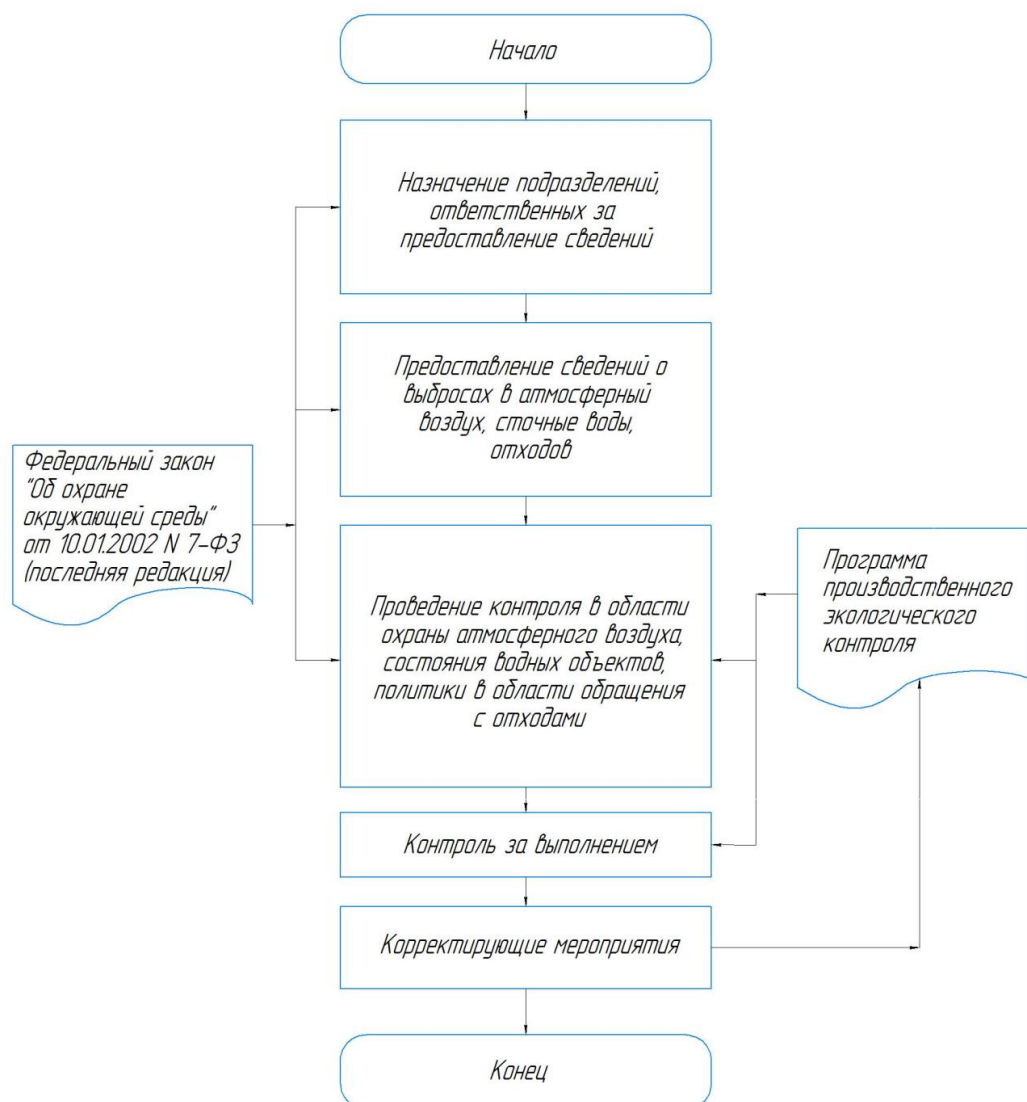 Начало
Назначение подразделений,
ответственных за
предоставление сведений
Предоставление сведений о
выбросах в атмосферный
воздух, сточные воды,
отходов
Федеральный закон
"Об охране
окружающей среды"
от 10.01.2002 N 7-ФЗ
(последняя редакция)
Проведение контроля в области
охраны атмосферного воздуха,
состояния водных объектов,
политики в области обращения
с отходами
Программа
производственного
экологического
контроля
Контроль за выполнением
Корректирующие мероприятия
Конец